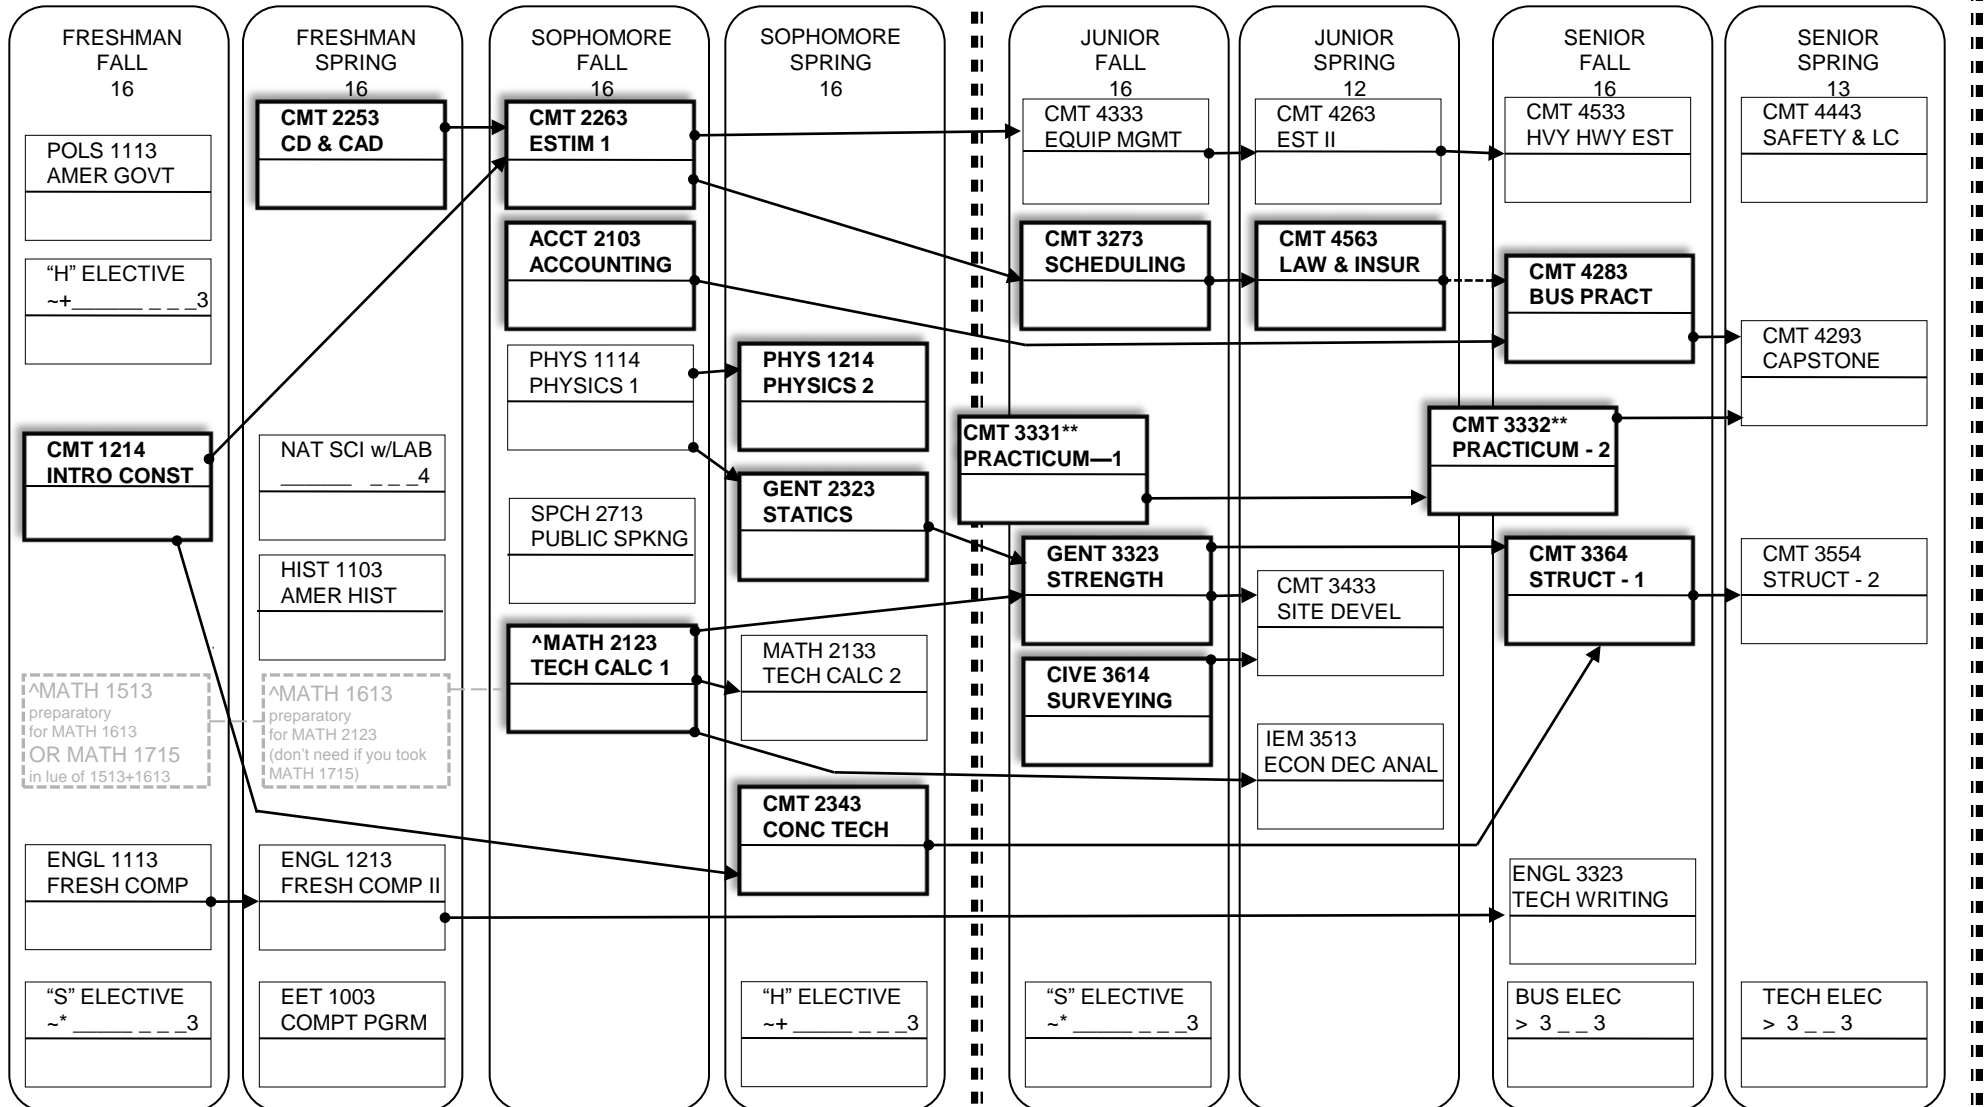 FRESHMAN
FALL
16
POLS 1113
AMER GOVT
“H” ELECTIVE
~+______ _ _ _3
CMT 1214
INTRO CONST
^MATH 1513
preparatory
for MATH 1613
OR MATH 1715
in lue of 1513+1613
ENGL 1113
FRESH COMP
“S” ELECTIVE
~* _____ _ _ _3
FRESHMAN
SPRING
16
CMT 2253
CD & CAD
NAT SCI w/LAB
______ _ _ _4
HIST 1103
AMER HIST
^MATH 1613
preparatory
for MATH 2123
(don't need if you took
MATH 1715)
ENGL 1213
FRESH COMP II
EET 1003
COMPT PGRM
SOPHOMORE
FALL
16
CMT 2263
ESTIM 1
ACCT 2103
ACCOUNTING
PHYS 1114
PHYSICS 1
SPCH 2713
PUBLIC SPKNG
^MATH 2123
TECH CALC 1
SOPHOMORE
SPRING
16
PHYS 1214
PHYSICS 2
GENT 2323
STATICS
MATH 2133
TECH CALC 2
CMT 2343
CONC TECH
“H” ELECTIVE
~+ _____ _ _ _3
JUNIOR
FALL
16
CMT 4333
EQUIP MGMT
CMT 3273
SCHEDULING
CMT 3331**
PRACTICUM—1
GENT 3323
STRENGTH
CIVE 3614
SURVEYING
“S” ELECTIVE
~* _____ _ _ _3
JUNIOR
SPRING
12
CMT 4263
EST II
CMT 4563
LAW & INSUR
CMT 3433
SITE DEVEL
IEM 3513
ECON DEC ANAL
SENIOR
FALL
16
CMT 4533
HVY HWY EST
CMT 4283
BUS PRACT
CMT 3332**
PRACTICUM - 2
CMT 3364
STRUCT - 1
ENGL 3323
TECH WRITING
BUS ELEC
> 3 _ _ 3
SENIOR
SPRING
13
CMT 4443
SAFETY & LC
CMT 4293
CAPSTONE
CMT 3554
STRUCT - 2
TECH ELEC
> 3 _ _ 3